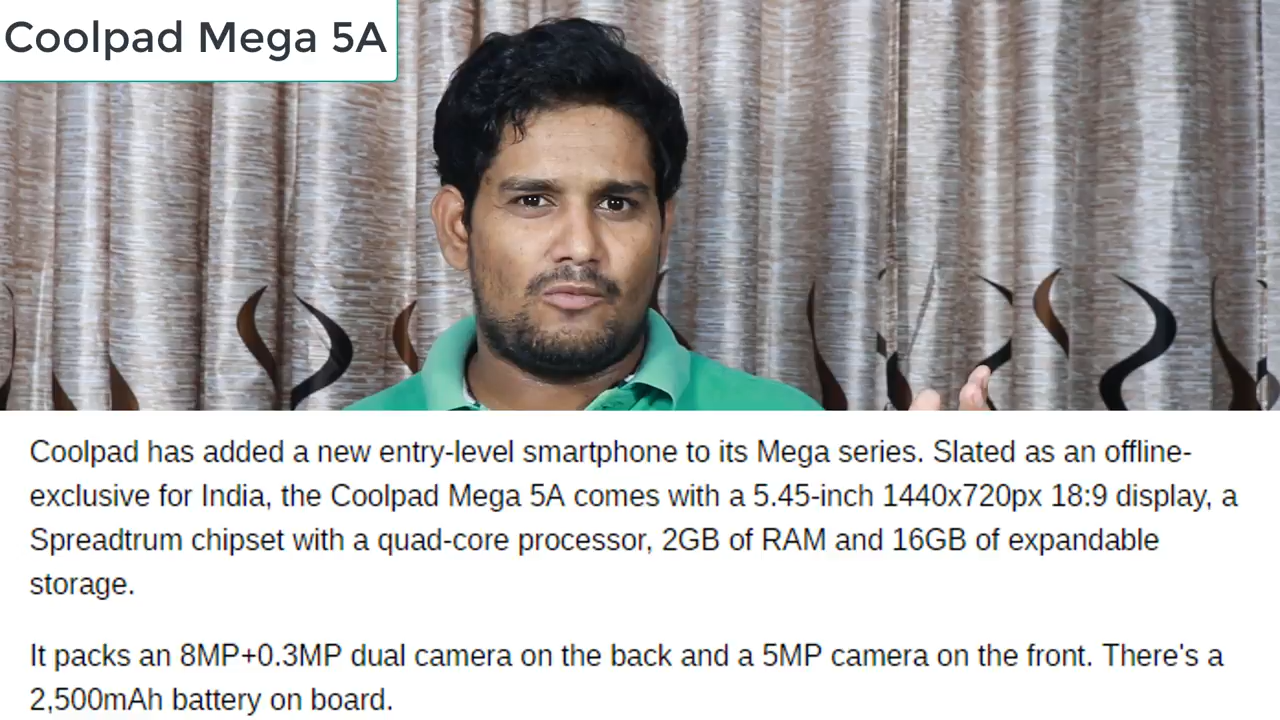 Coolpad Mega 5A
Coolpad has added a new entry-level smartphone to its Mega series. Slated as an offline-
exclusive for India, the Coolpad Mega 5A comes with a 5.45-inch 1440x720px 18:9 display, a
Spreadtrum chipset with a quad-core processor, 2GB of RAM and 16GB of expandable
storage.
It packs an 8MP+0.3MP dual camera on the back and a 5MP camera on the front. There's a
2,500mAh battery on board.